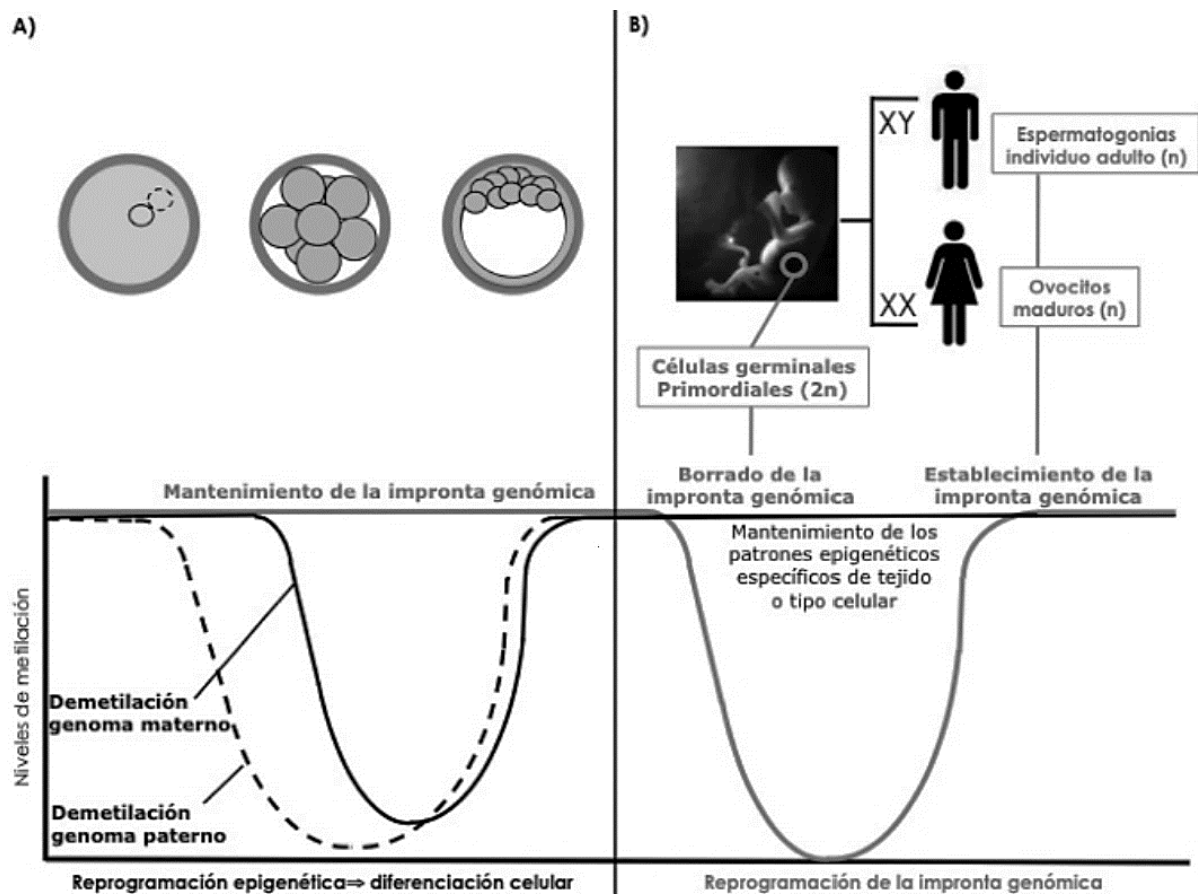 A)
B)
XY
Espermatogonias
individuo adulto (n)
XX
Ovocitos
maduros (n)
Células germinales
Primordiales (2n)
Mantenimiento de la impronta genómica
Borrado de la
impronta genómica
Establecimiento de la
impronta genómica
Mantenimiento de los
patrones epigenéticos
específicos de tejido
o tipo celular
Niveles de metilación
Demetilación
genoma materno
Demetilación
genoma paterno
Reprogramación epigenética⇒ diferenciación celular
Reprogramación de la impronta genómica